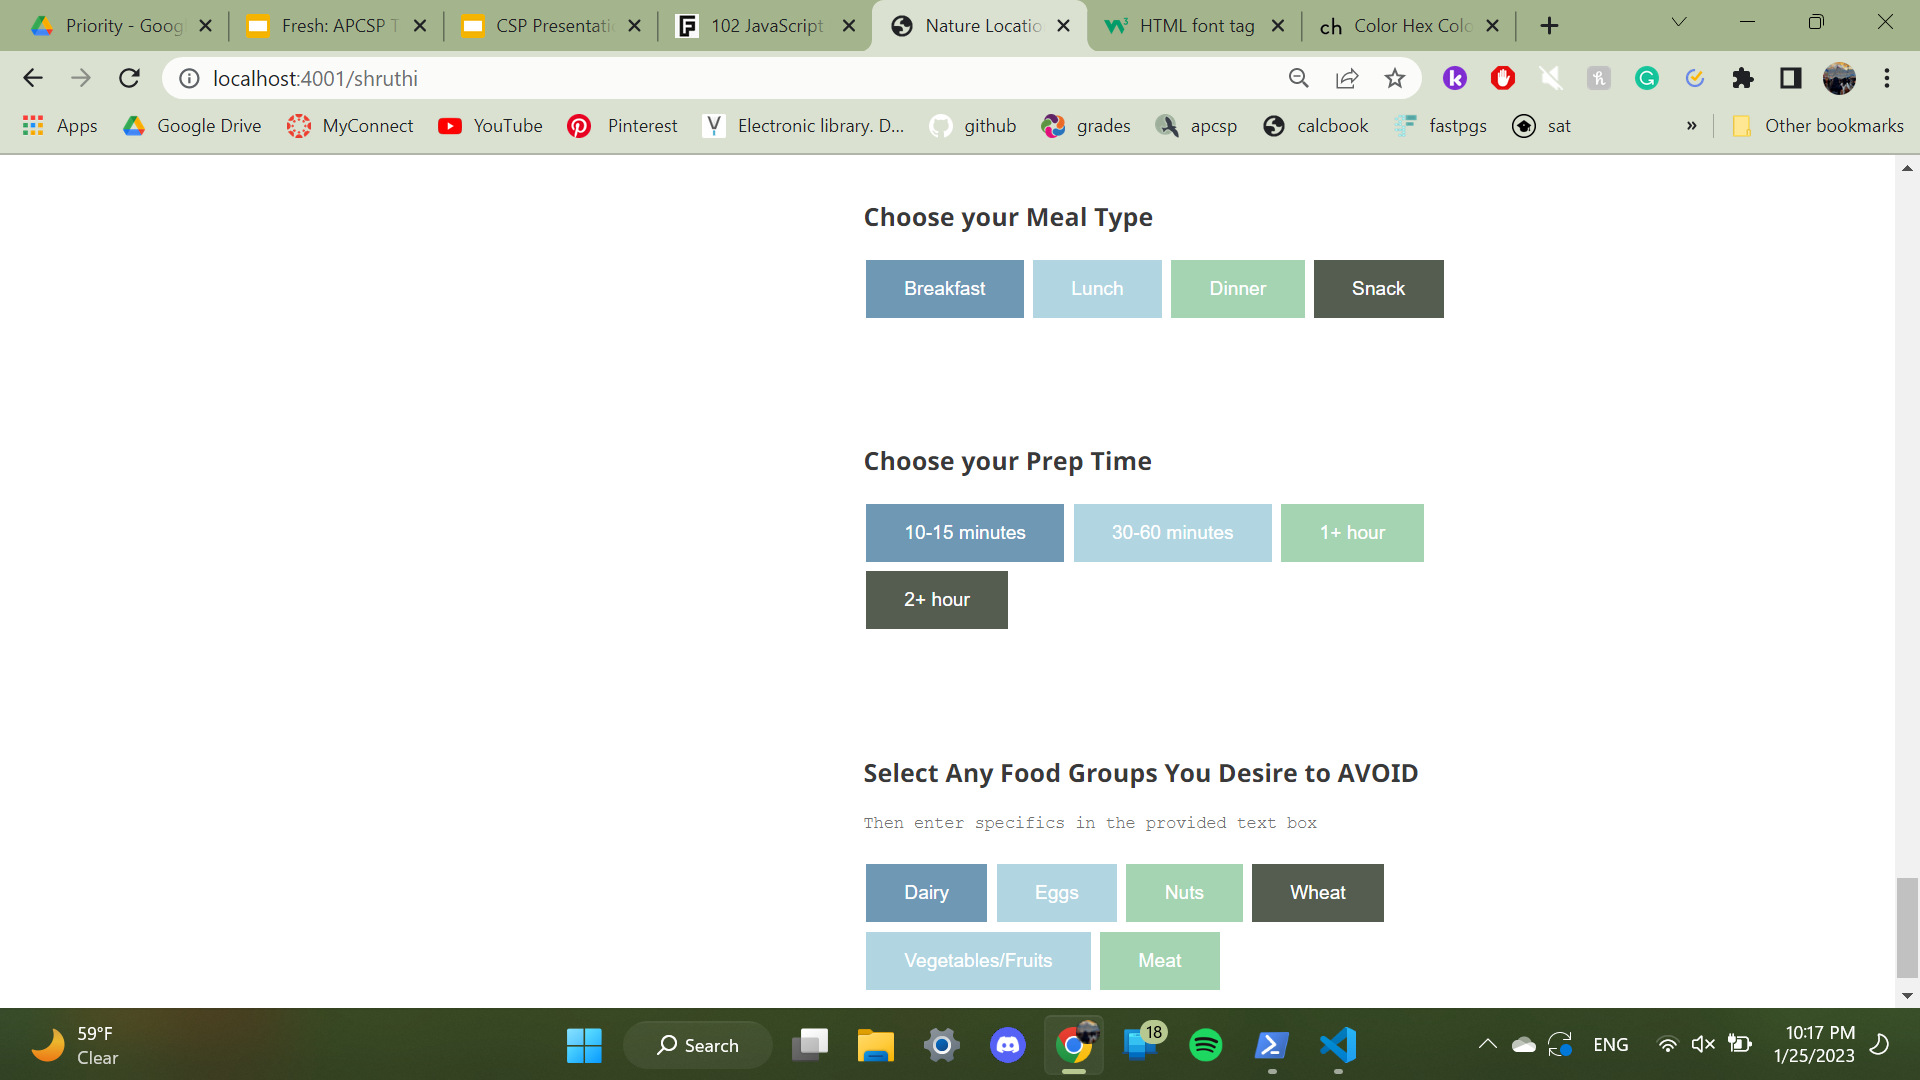 Priority - Goog
Fresh: APCSP T
CSP Presentatio
102 JavaScript
Nature Locatio
HTML font tag
Color Hex Colo
localhost:4001/shruthi
Apps
Google Drive
MyConnect
YouTube
Pinterest
Electronic library. D...
github
grades
apcsp
calcbook
fastpgs
sat
»
Other bookmarks
Choose your Meal Type
Breakfast Lunch Dinner Snack
Choose your Prep Time
10-15 minutes 30-60 minutes 1+ hour
2+ hour
Select Any Food Groups You Desire to AVOID
Then enter specifics in the provided text box
Dairy Eggs Nuts Wheat
Vegetables/Fruits Meat
59°F
Clear
Search
18
ENG
10:17 PM
1/25/2023